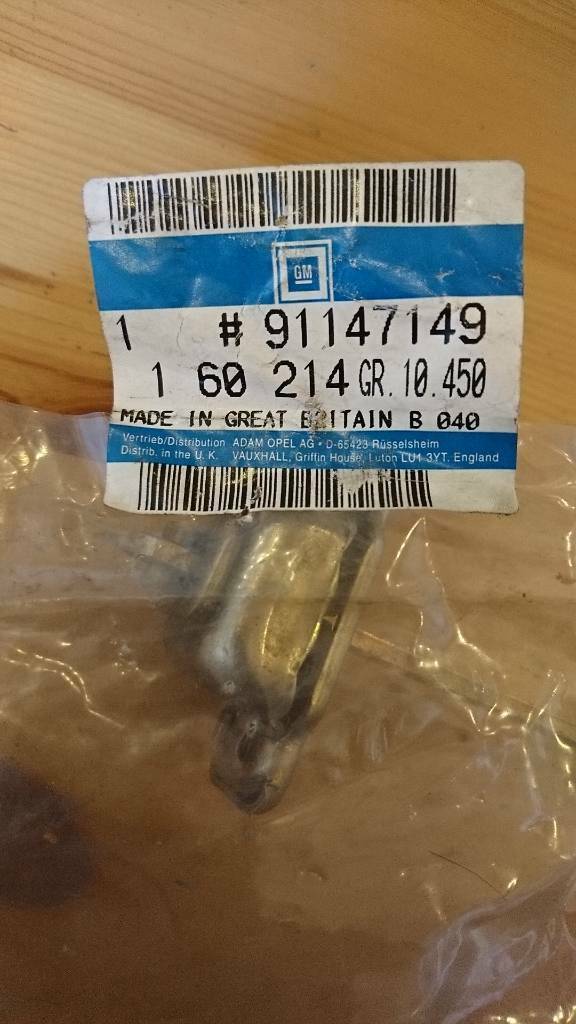 GM
1 # 91147149
1 60 214 GR. 10.450
MADE IN GREAT BRITAIN B 040
Vertrieb/Distribution ADAM OPEL AG • D-65423 Rüsselsheim
Distrib. in the U. K. VAUXHALL, Griffin House, Luton LU1 3YT. England